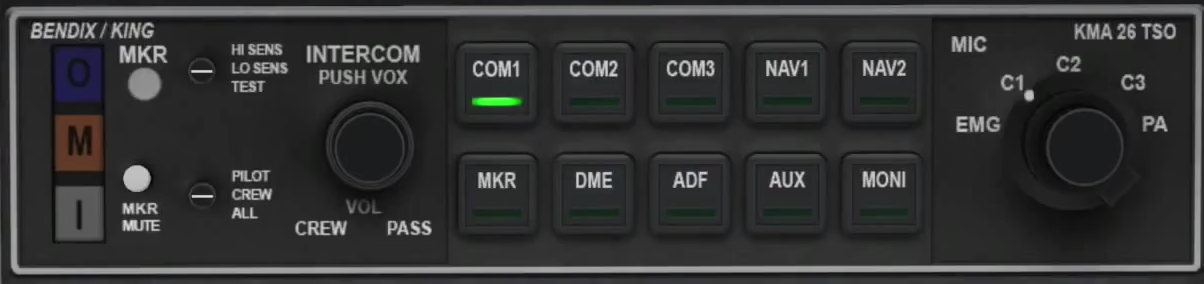 BENDIX / KING
O
M
I
MKR
HI SENS
LO SENS
TEST
MKR
MUTE
PILOT
CREW
ALL
INTERCOM
PUSH VOX
VOL
CREW PASS
COM1 COM2 COM3 NAV1 NAV2
MKR DME ADF AUX MONI
KMA 26 TSO
MIC
EMG C1 C2 C3 PA